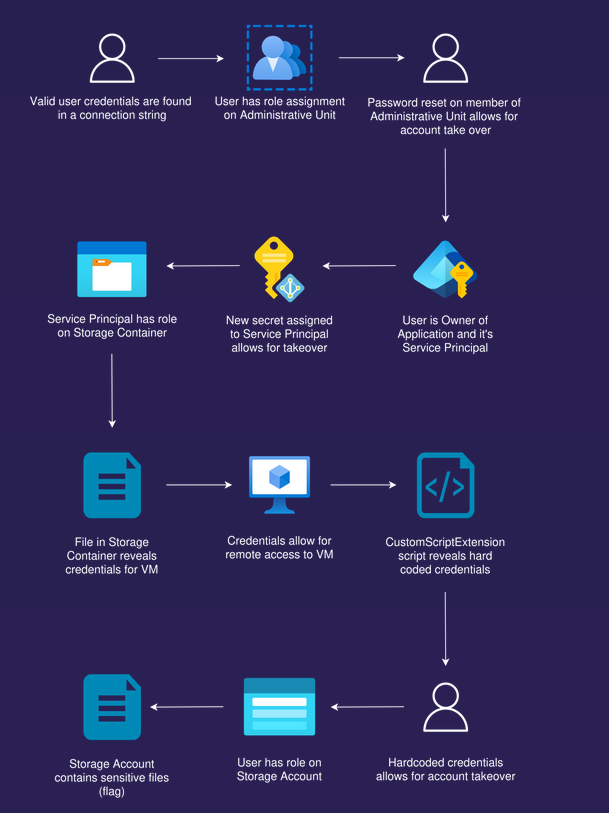 Valid user credentials are found
in a connection string
User has role assignment
on Administrative Unit
Password reset on member of
Administrative Unit allows for
account take over
User is Owner of
Application and it's
Service Principal
New secret assigned
to Service Principal
allows for takeover
Service Principal has role
on Storage Container
File in Storage
Container reveals
credentials for VM
Credentials allow for
remote access to VM
CustomScriptExtension
script reveals hard
coded credentials
Hardcoded credentials
allows for account takeover
User has role on
Storage Account
Storage Account
contains sensitive files
(flag)